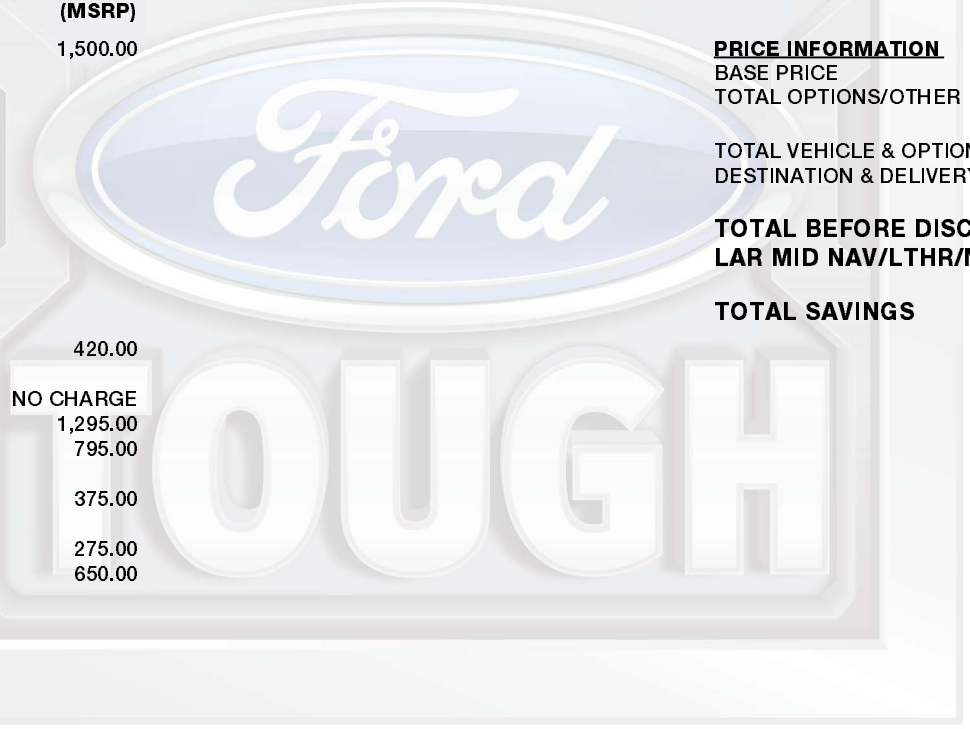 (MSRP)
1,500.00
420.00
NO CHARGE
1,295.00
795.00
375.00
275.00
650.00
PRICE INFORMATION
BASE PRICE
TOTAL OPTIONS/OTHER
TOTAL VEHICLE & OPTION
DESTINATION & DELIVERY
TOTAL BEFORE DISC
LAR MID NAV/LTHR/
TOTAL SAVINGS
Ford
TOUGH